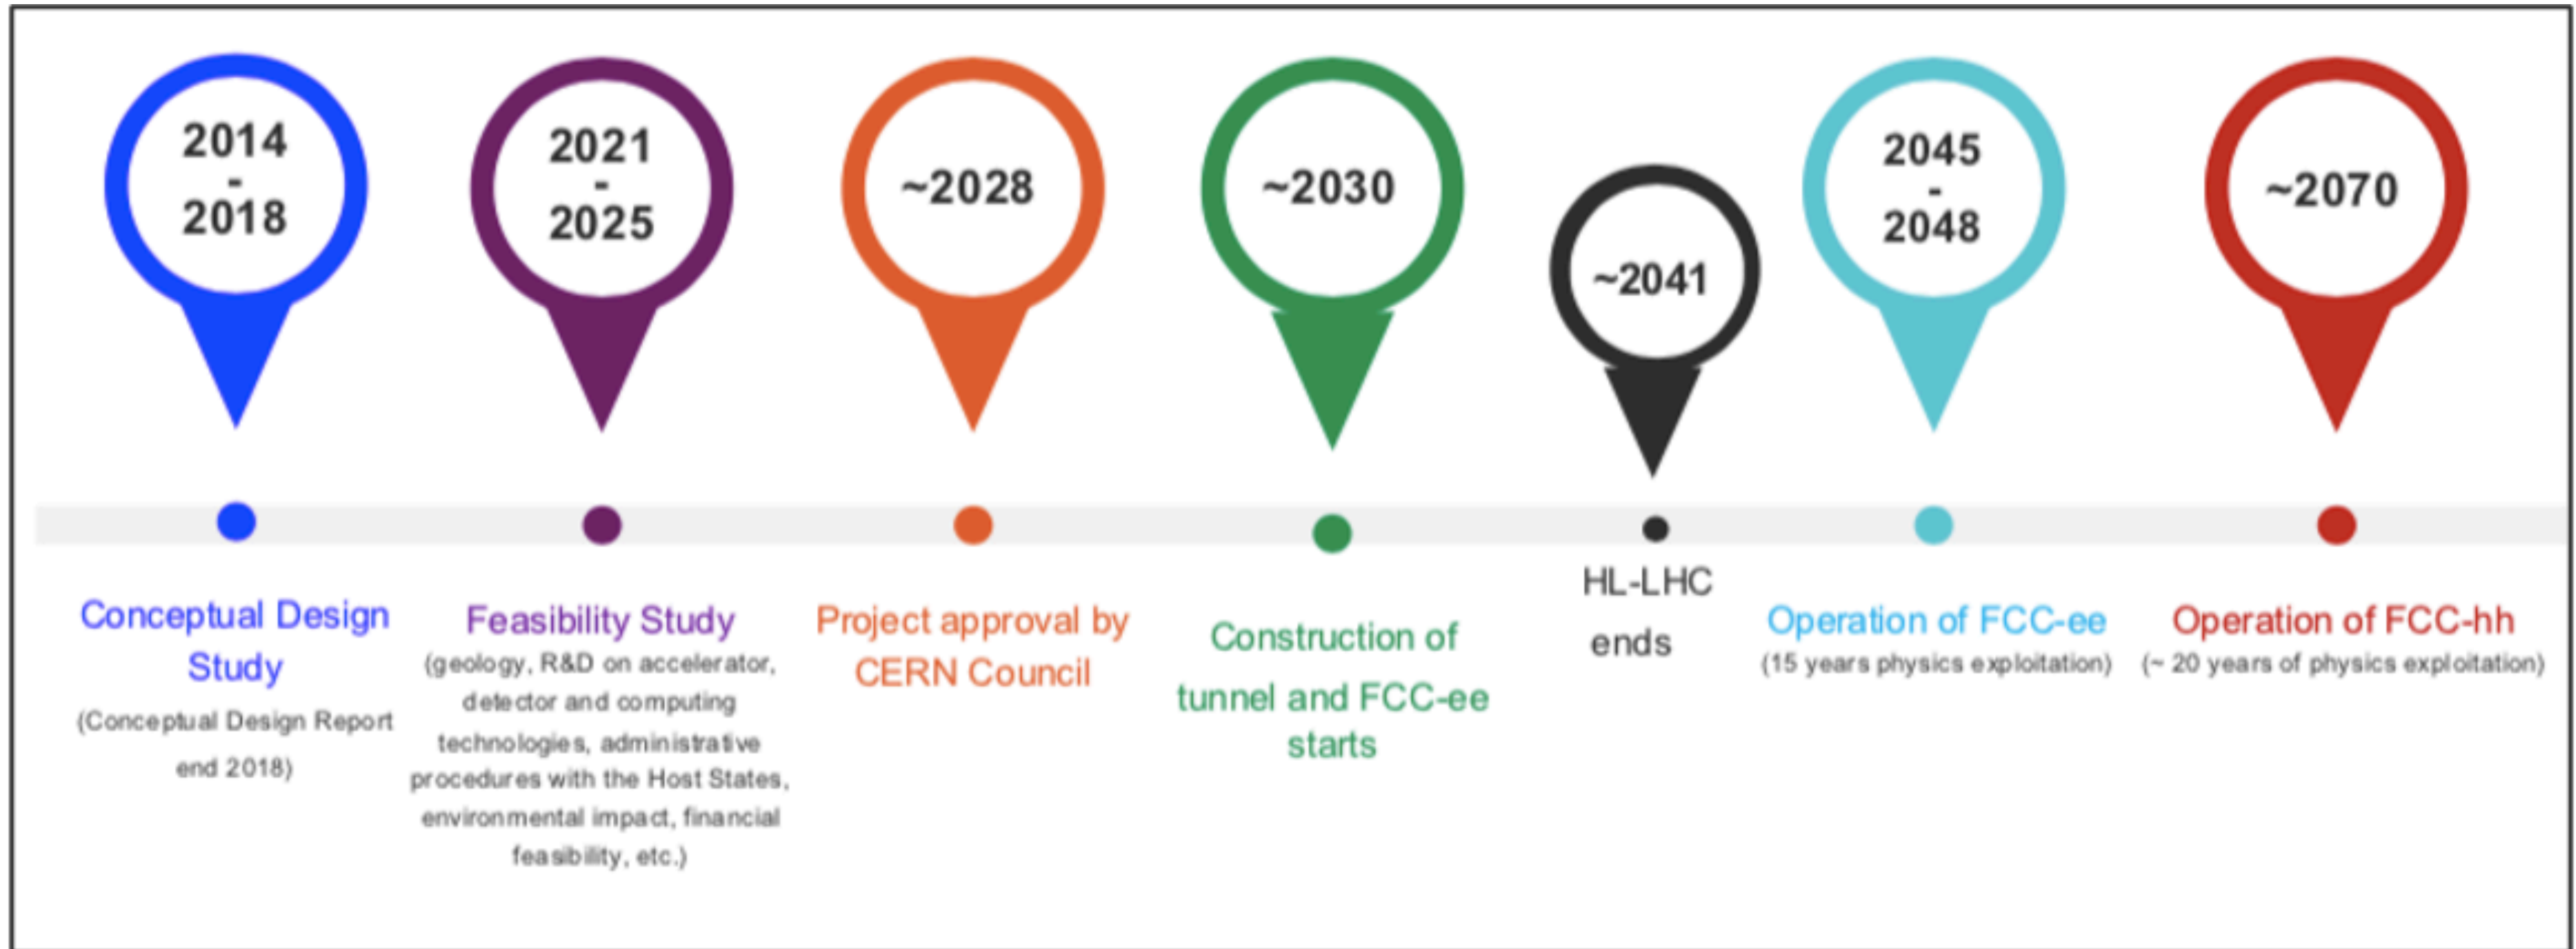 2014
-
2018
2021
-
2025
~2028
~2030
~2041
2045
-
2048
~2070
Conceptual Design
Study
(Conceptual Design Report
end 2018)
Feasibility Study
(geology, R&D on accelerator,
detector and computing
technologies, administrative
procedures with the Host States,
environmental impact, financial
feasibility, etc.)
Project approval by
CERN Council
Construction of
tunnel and FCC-ee
starts
HL-LHC
ends
Operation of FCC-ee
(15 years physics exploitation)
Operation of FCC-hh
(~ 20 years of physics exploitation)